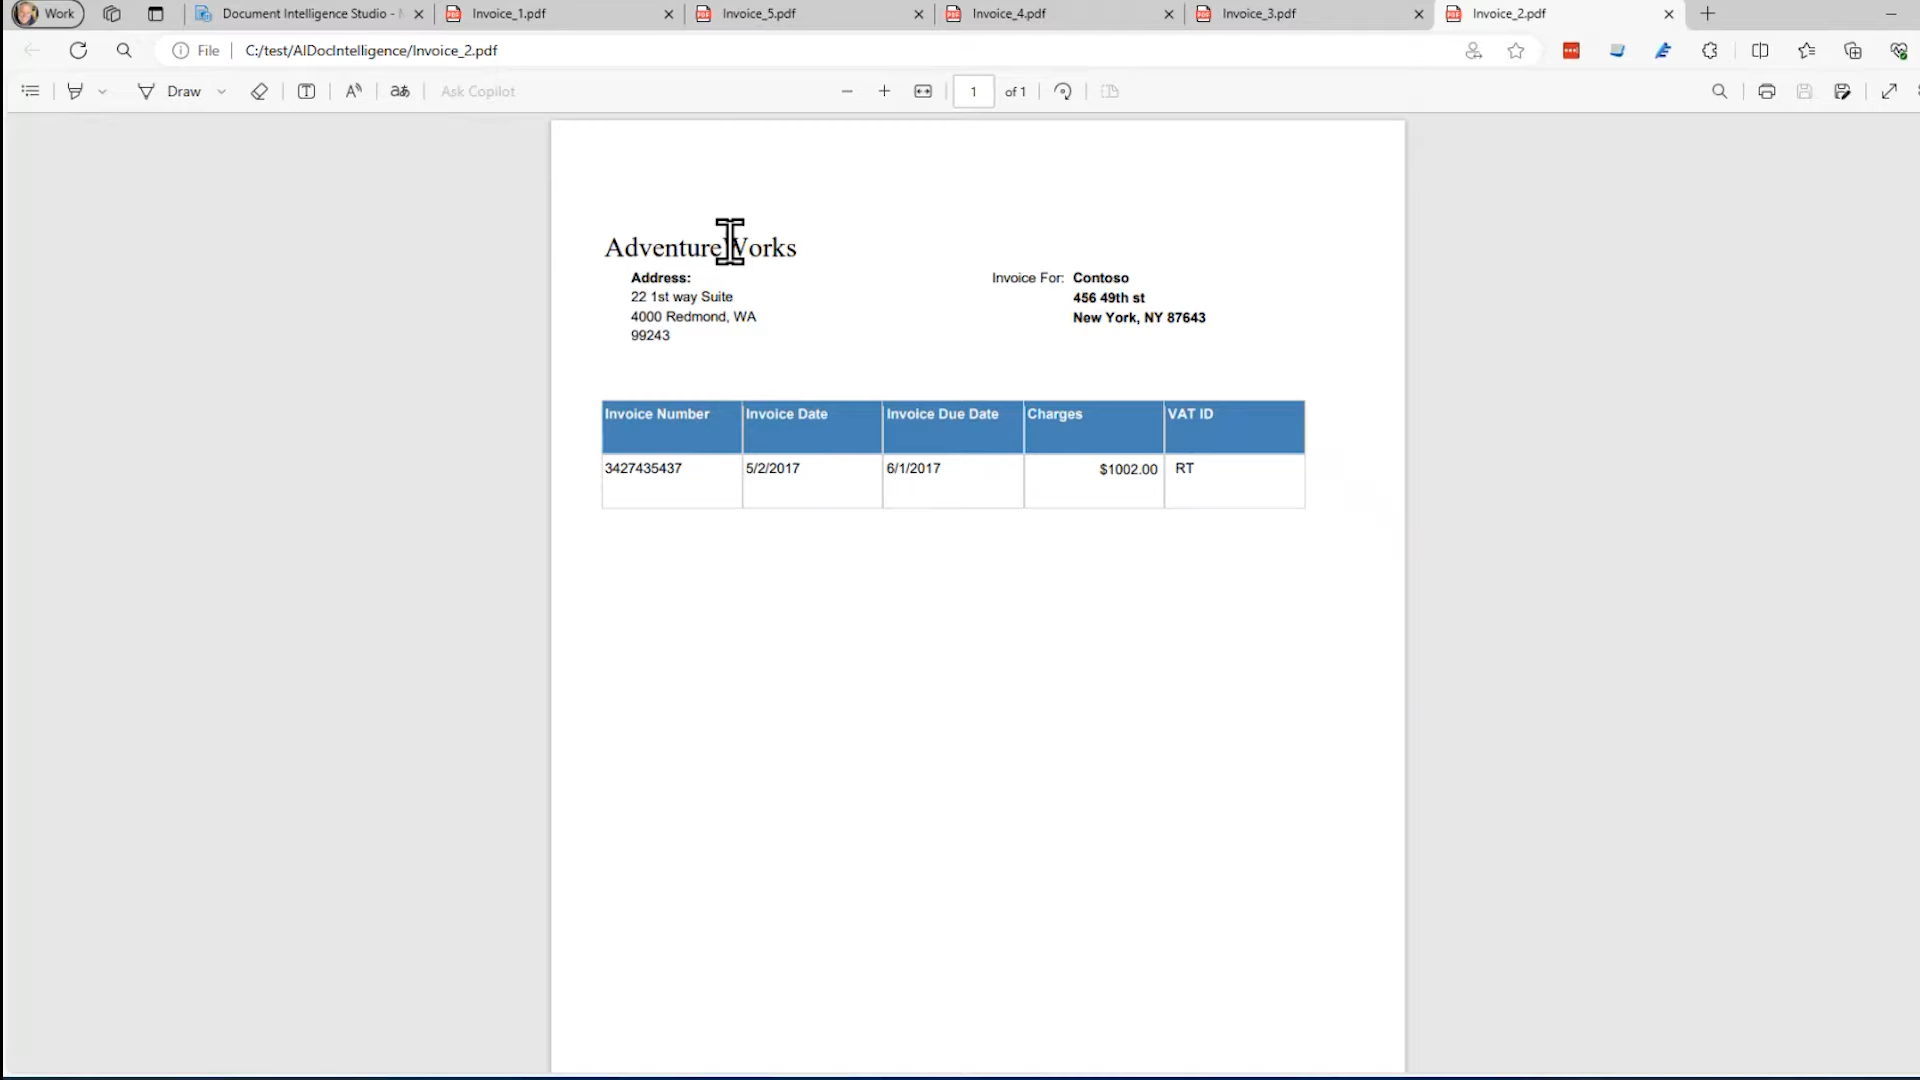 Work
Document Intelligence Studio -
Invoice_1.pdf
Invoice_5.pdf
Invoice_4.pdf
Invoice_3.pdf
Invoice_2.pdf
File
C:/test/AIDocIntelligence/Invoice_2.pdf
Draw
Ask Copilot
1 of 1
AdventureWorks
Address:
22 1st way Suite
4000 Redmond, WA
99243
Invoice For: Contoso
456 49th st
New York, NY 87643
Invoice Number Invoice Date Invoice Due Date Charges VAT ID
3427435437 5/2/2017 6/1/2017 $1002.00 RT